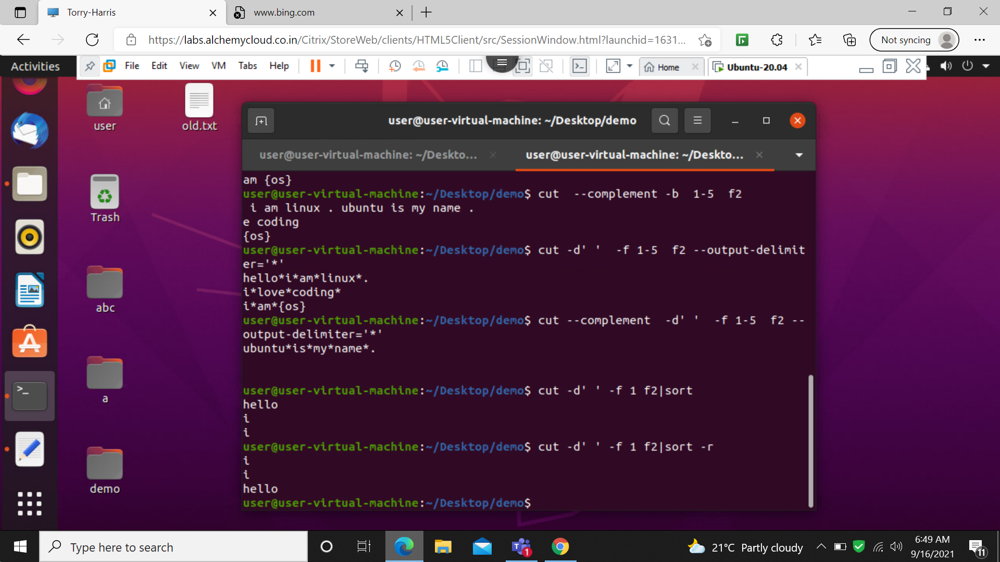 Torry-Harris
www.bing.com
https://labs.alchemycloud.co.in/Citrix/StoreWeb/clients/HTML5Client/src/SessionWindow.html?launchid=1631...
Not syncing
Activities
File Edit View VM Tabs Help
Home
Ubuntu-20.04
user
old.txt
Trash
abc
a
demo
user@user-virtual-machine: ~/Desktop/demo
user@user-virtual-machine: ~/Deskto...
user@user-virtual-machine: ~/Deskto...
am {os}
user@user-virtual-machine:~/Desktop/demo$ cut  --complement -b  1-5  f2
 i am linux . ubuntu is my name .
e coding
{os}
user@user-virtual-machine:~/Desktop/demo$ cut -d' '  -f 1-5  f2 --output-delimit
er='*'
hello*i*am*linux*.
i*love*coding*
i*am*{os}
user@user-virtual-machine:~/Desktop/demo$ cut --complement  -d' '  -f 1-5  f2 --
output-delimiter='*'
ubuntu*is*my*name*.
user@user-virtual-machine:~/Desktop/demo$ cut -d' ' -f 1 f2|sort
hello
i
i
user@user-virtual-machine:~/Desktop/demo$ cut -d' ' -f 1 f2|sort -r
i
i
hello
user@user-virtual-machine:~/Desktop/demo$
Type here to search
1
21°C Partly cloudy
6:49 AM
9/16/2021
11